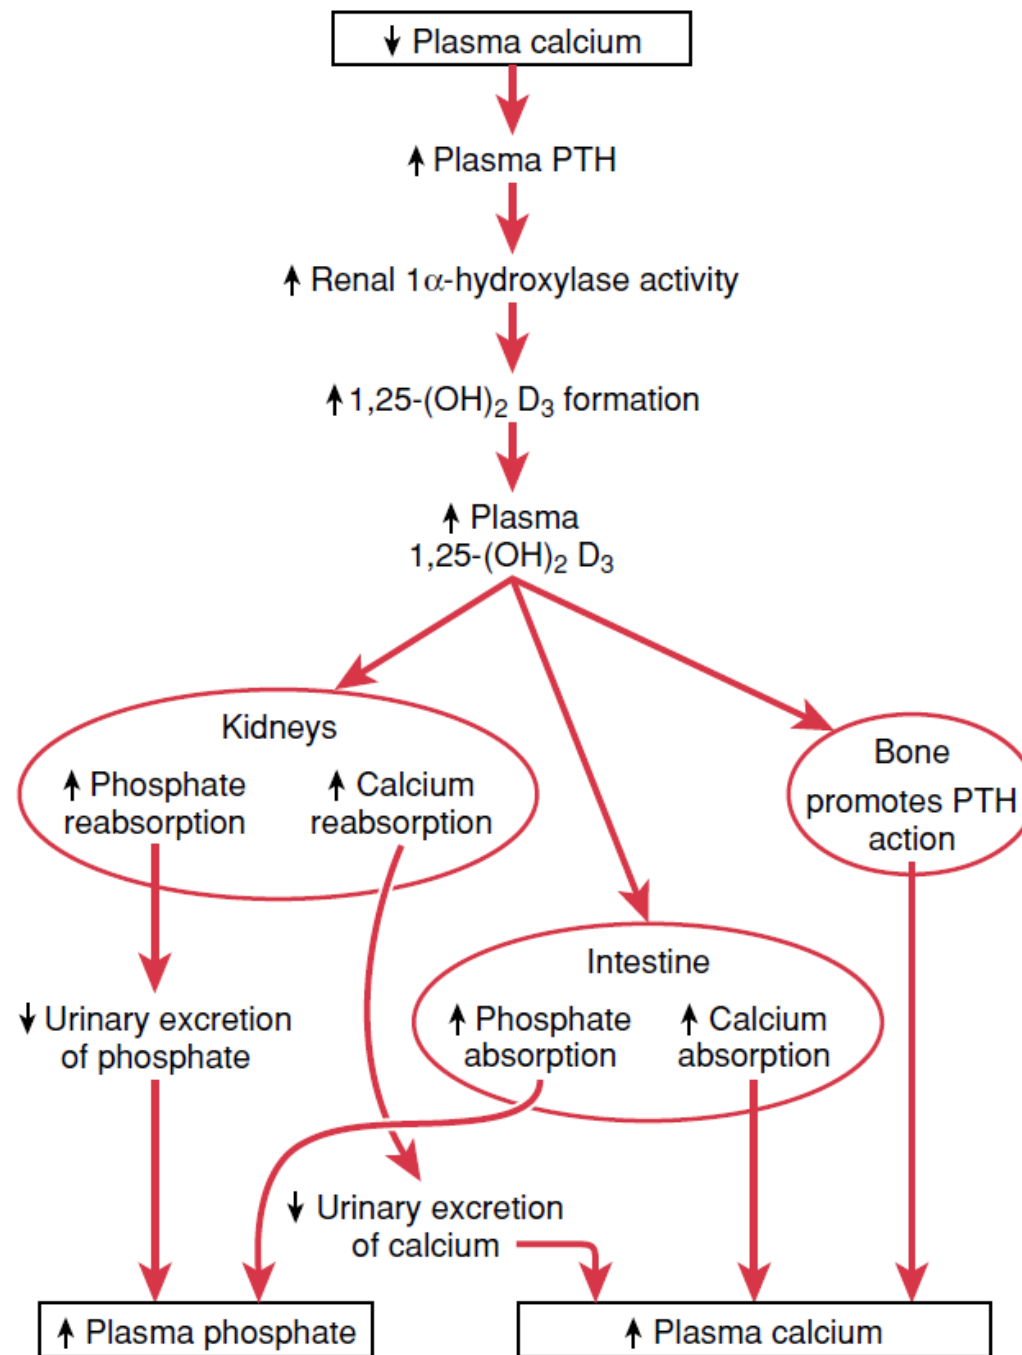 ↓ Plasma calcium
↑ Plasma PTH
↑ Renal 1α-hydroxylase activity
↑ 1,25-(OH)₂ D₃ formation
↑ Plasma
1,25-(OH)₂ D₃
Kidneys
↑ Phosphate
reabsorption
↑ Calcium
reabsorption
Bone
promotes PTH
action
Intestine
↑ Phosphate
absorption
↑ Calcium
absorption
↓ Urinary excretion
of phosphate
↓ Urinary excretion
of calcium
↑ Plasma phosphate
↑ Plasma calcium